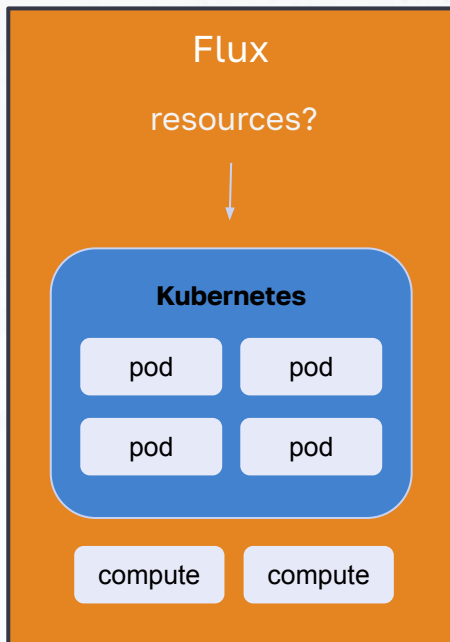 Flux
resources?
Kubernetes
pod pod
pod pod
compute compute